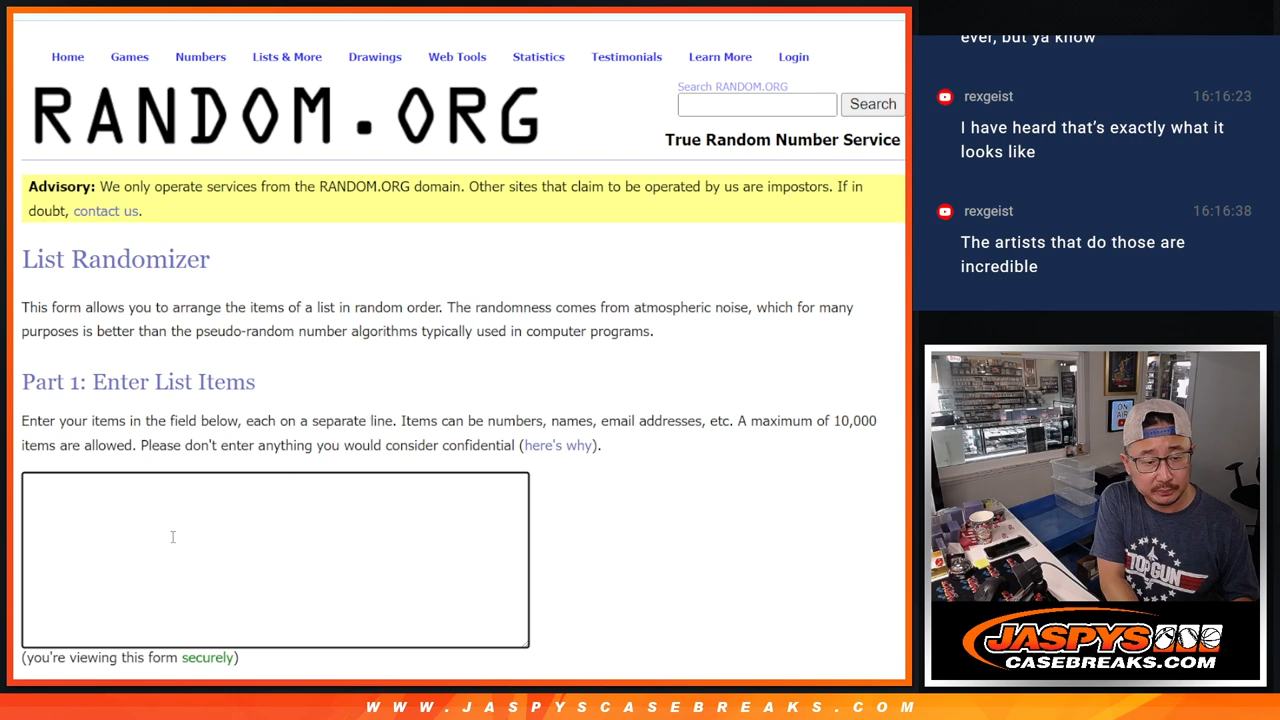 Home Games Numbers Lists & More Drawings Web Tools Statistics Testimonials Learn More Login
RANDOM.ORG
Search RANDOM.ORG
Search
True Random Number Service
Advisory: We only operate services from the RANDOM.ORG domain. Other sites that claim to be operated by us are impostors. If in
doubt, contact us.
List Randomizer
This form allows you to arrange the items of a list in random order. The randomness comes from atmospheric noise, which for many
purposes is better than the pseudo-random number algorithms typically used in computer programs.
Part 1: Enter List Items
Enter your items in the field below, each on a separate line. Items can be numbers, names, email addresses, etc. A maximum of 10,000
items are allowed. Please don't enter anything you would consider confidential (here's why).
(you're viewing this form securely)
ever, but ya know
rexgeist 16:16:23
I have heard that’s exactly what it
looks like
rexgeist 16:16:38
The artists that do those are
incredible
ON
AIR
TOP GUN
JASPYS
CASEBREAKS.COM
WWW.JASPYSCASEBREAKS.COM